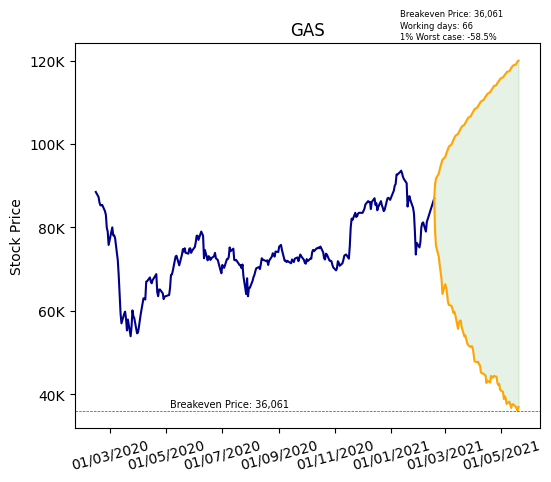 Breakeven Price: 36,061
Working days: 66
1% Worst case: -58.5%
GAS
120K
100K
80K
60K
40K
Stock Price
Breakeven Price: 36,061
01/03/2020
01/05/2020
01/07/2020
01/09/2020
01/11/2020
01/01/2021
01/03/2021
01/05/2021